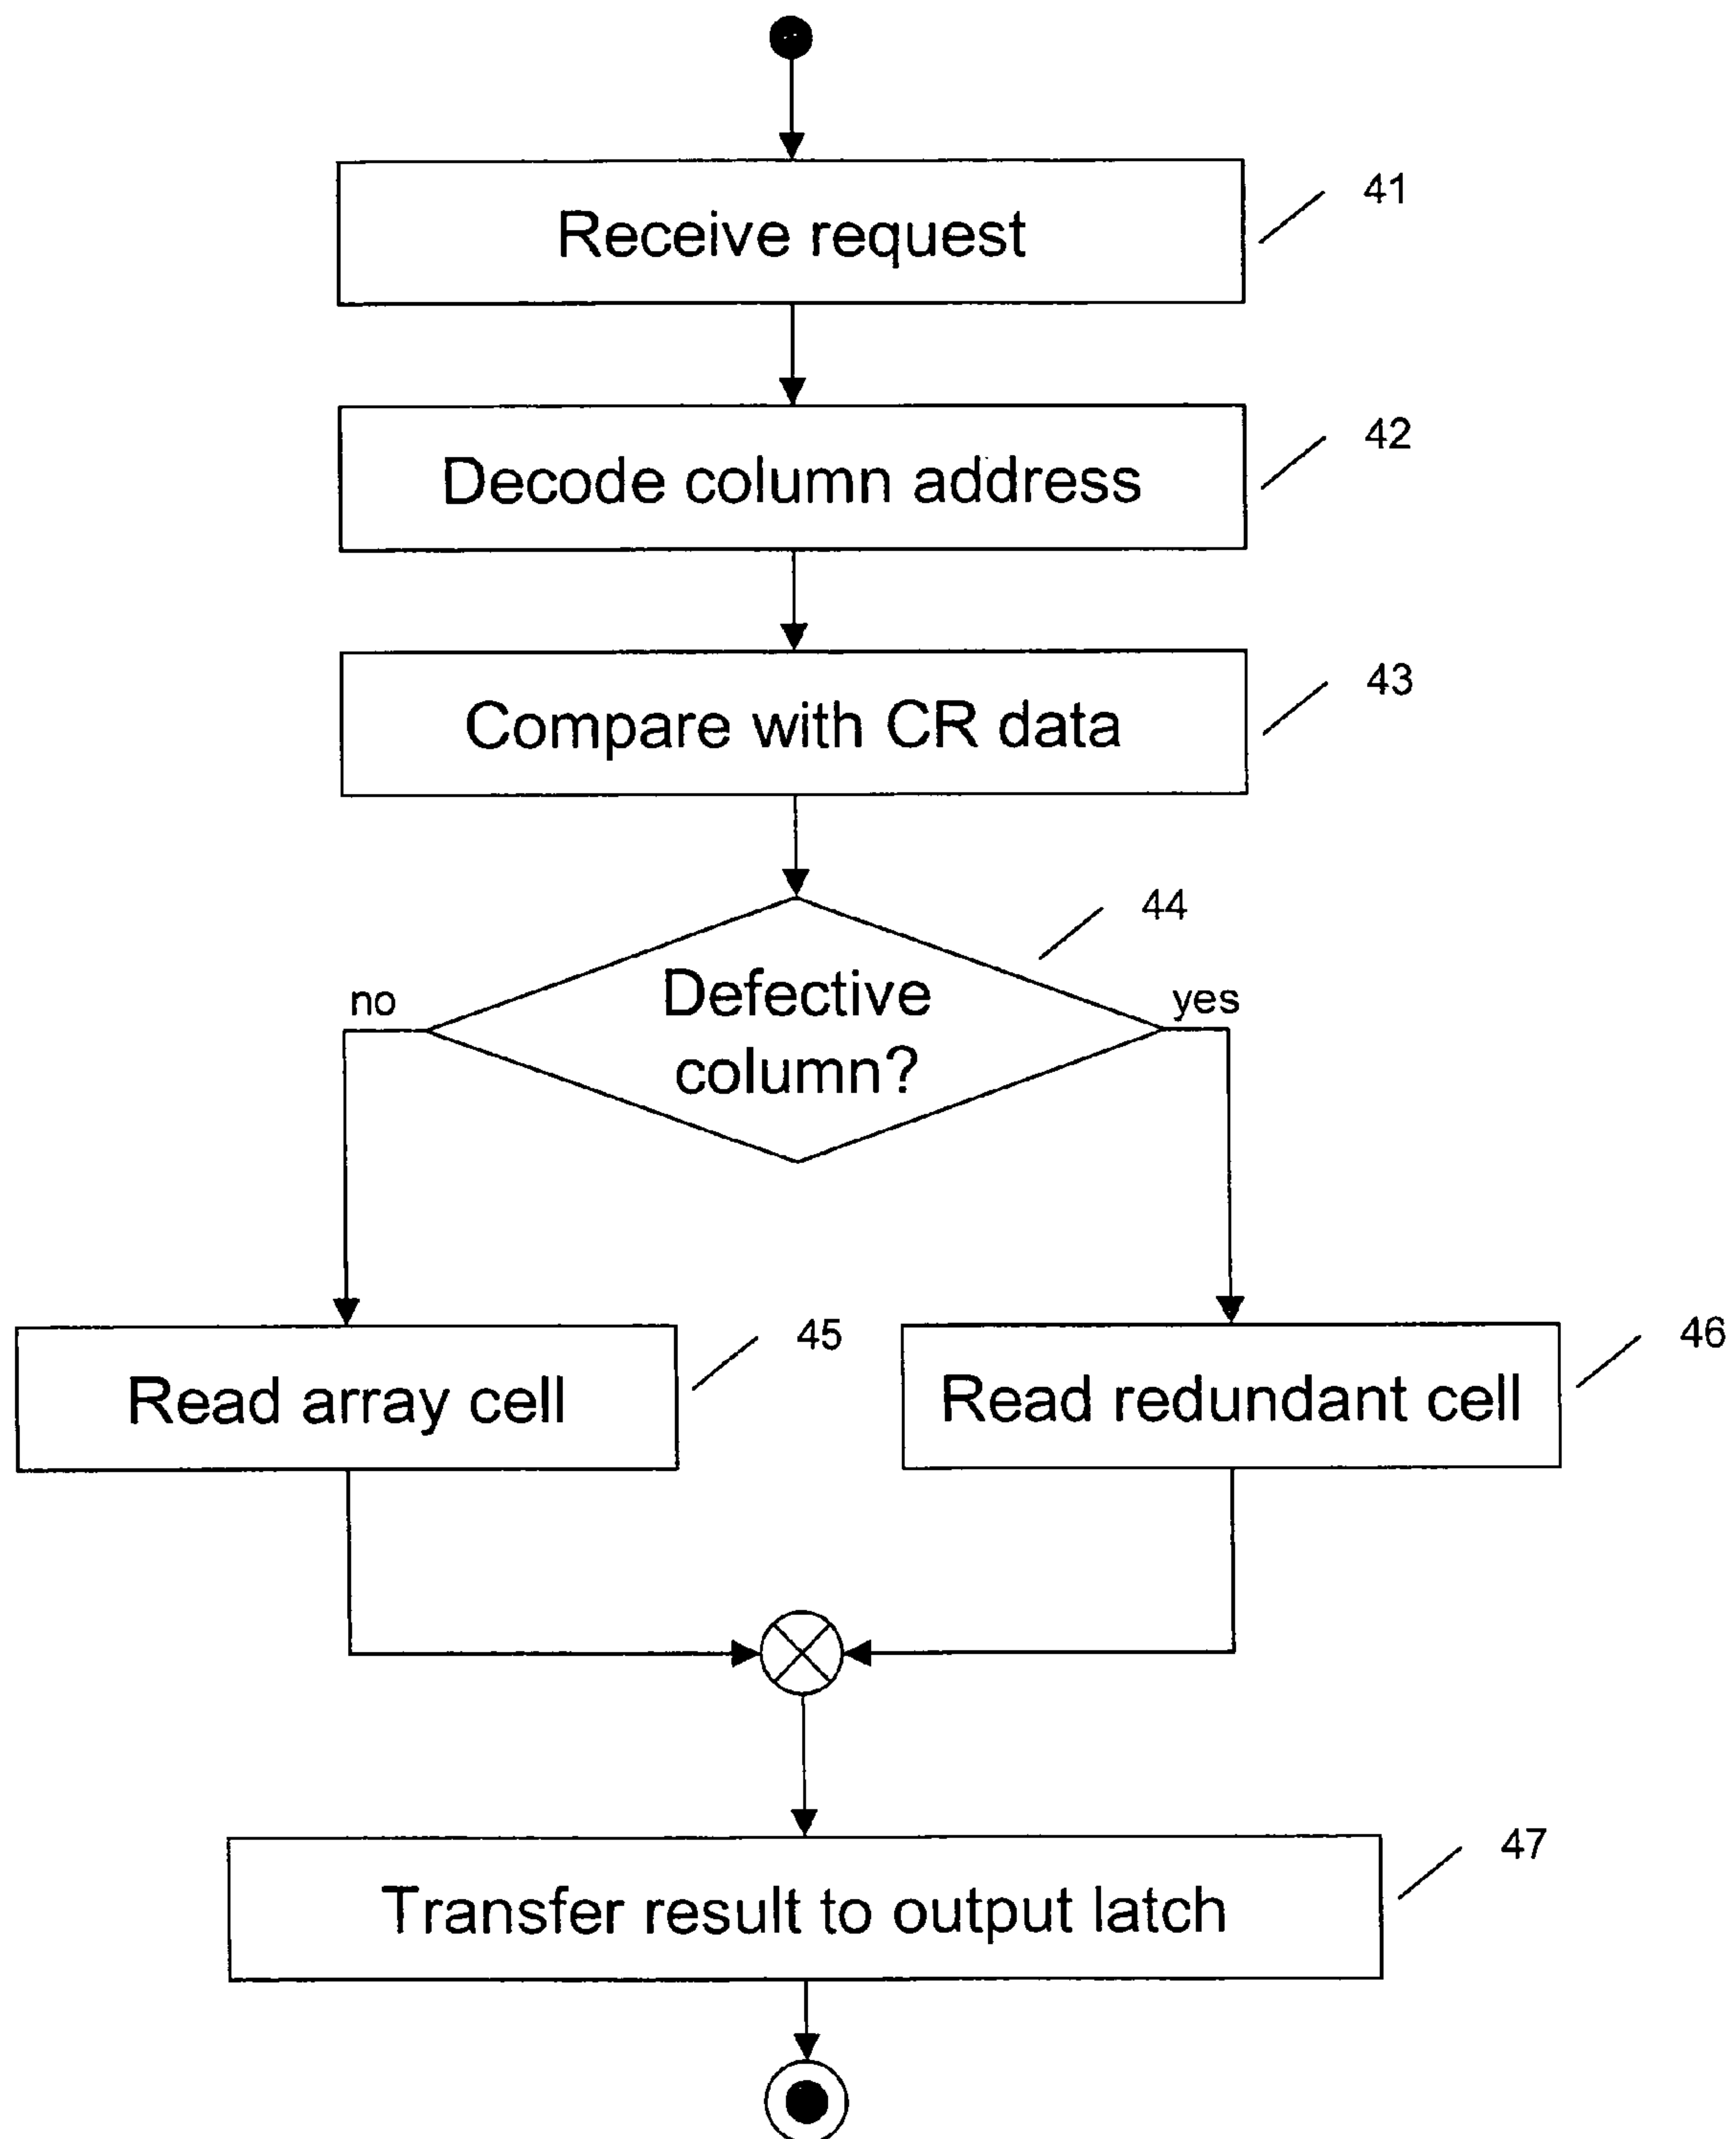 Receive request
41
Decode column address
42
Compare with CR data
43
44
Defective
column?
no
yes
Read array cell
45
Read redundant cell
46
Transfer result to output latch
47